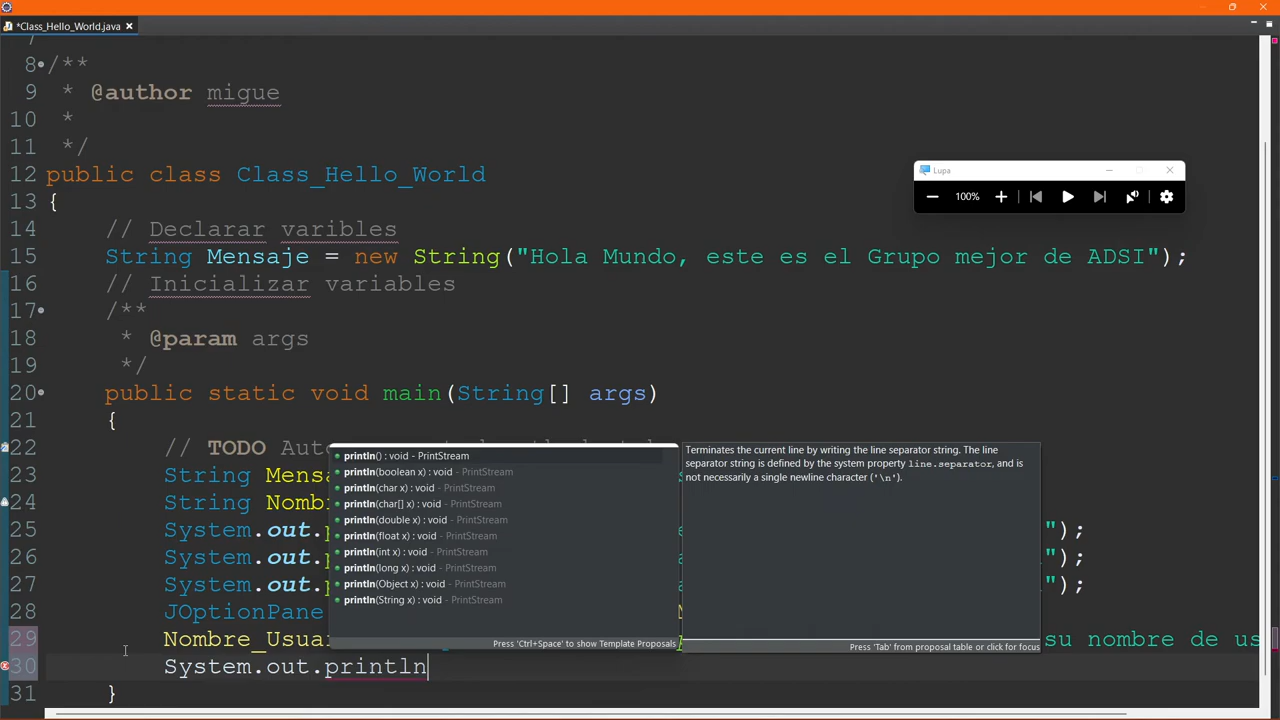 *Class_Hello_World.java
8 /**
9 * @author migue
10 *
11 */
12 public class Class_Hello_World
13 {
14 // Declarar varibles
15 String Mensaje = new String("Hola Mundo, este es el Grupo mejor de ADSI");
16 // Inicializar variables
17 /**
18 * @param args
19 */
20 public static void main(String[] args)
21 {
22 // TODO
23 String
24 String
25 System.out. ");
26 System.out. ");
27 System.out. ");
28 JOptionPane
29 su nombre de
30 System.out.println
31 }
Lupa
100%
println() : void - PrintStream
println(boolean x) : void - PrintStream
println(char x) : void - PrintStream
println(char[] x) : void - PrintStream
println(double x) : void - PrintStream
println(float x) : void - PrintStream
println(int x) : void - PrintStream
println(long x) : void - PrintStream
println(Object x) : void - PrintStream
println(String x) : void - PrintStream
Press 'Ctrl+Space' to show Template Proposals
Terminates the current line by writing the line separator string. The line
separator string is defined by the system property line.separator, and is
not necessarily a single newline character ('\n').
Press 'Tab' from proposal table or click for focus